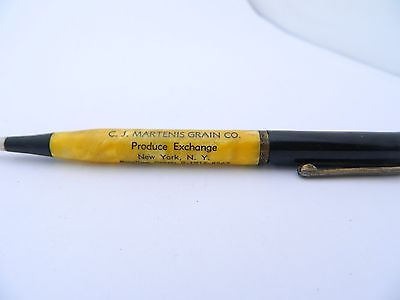 C. J. MARTENIS GRAIN CO.
Produce Exchange
New York, N. Y.